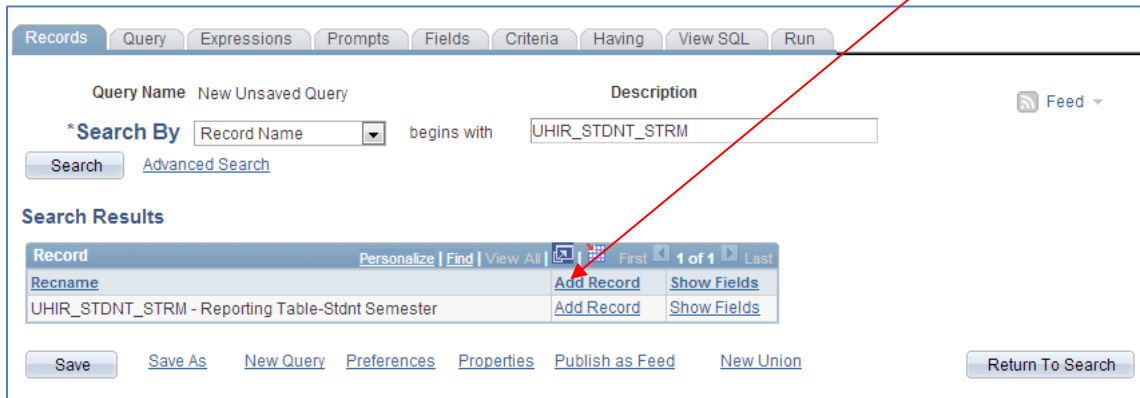 Records Query Expressions Prompts Fields Criteria Having View SQL Run
Query Name New Unsaved Query Description Feed
*Search By Record Name begins with UHIR_STDNT_STRM
Search Advanced Search
Search Results
Record Personalize | Find | View All | | First 1 of 1 Last
Recname Add Record Show Fields
UHIR_STDNT_STRM - Reporting Table-Stdnt Semester Add Record Show Fields
Save Save As New Query Preferences Properties Publish as Feed New Union Return To Search